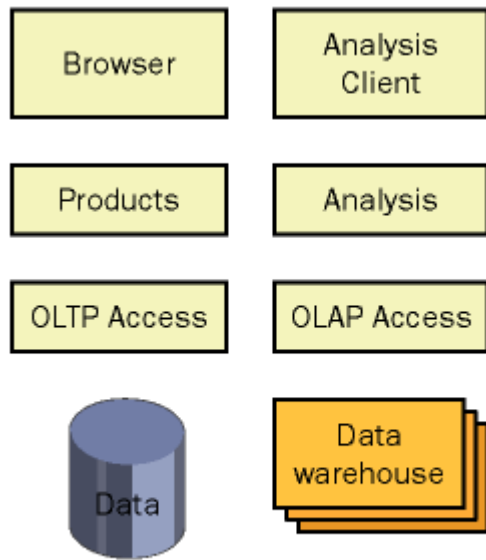 Browser
Analysis
Client
Products
Analysis
OLTP Access
OLAP Access
Data
Data
warehouse